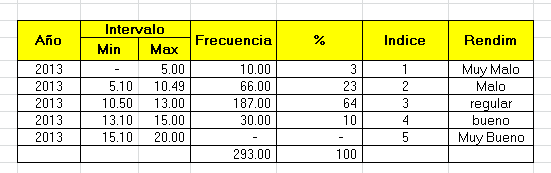 Año Intervalo Frecuencia % Indice Rendim
Min Max
2013 - 5.00 10.00 3 1 Muy Malo
2013 5.10 10.49 66.00 23 2 Malo
2013 10.50 13.00 187.00 64 3 regular
2013 13.10 15.00 30.00 10 4 bueno
2013 15.10 20.00 - - 5 Muy Bueno
293.00 100